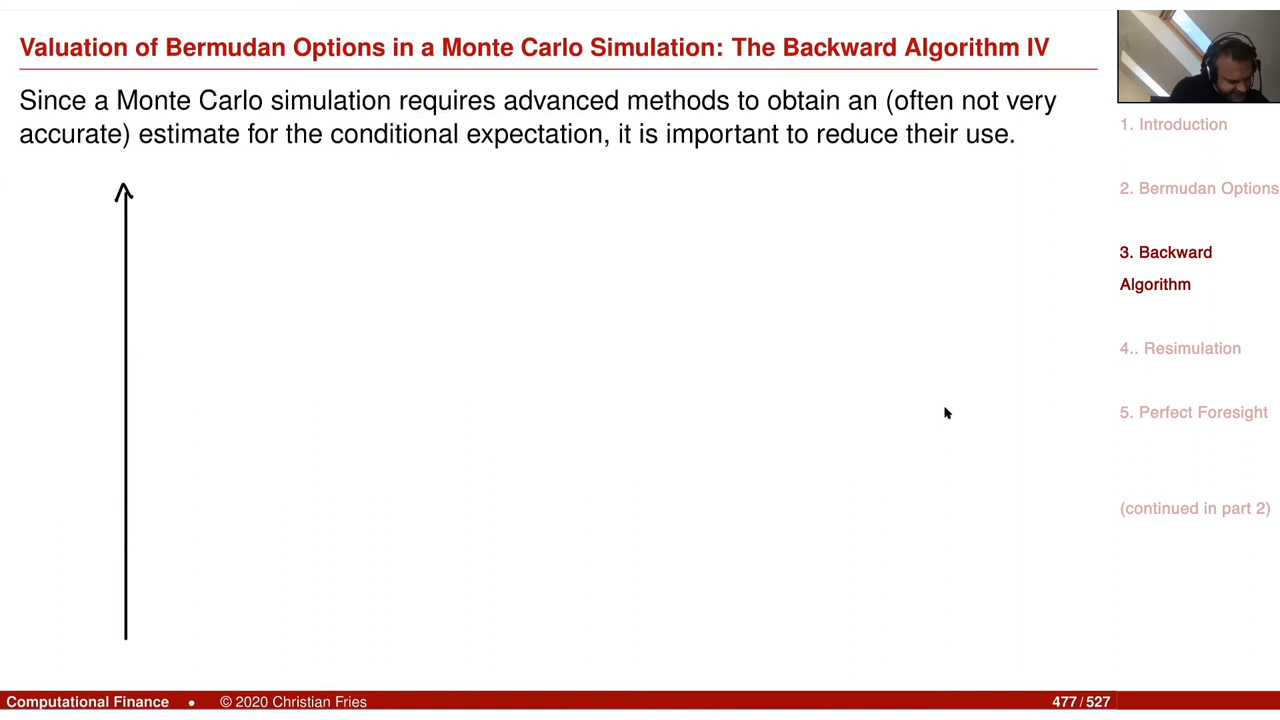 Valuation of Bermudan Options in a Monte Carlo Simulation: The Backward Algorithm IV
Since a Monte Carlo simulation requires advanced methods to obtain an (often not very
accurate) estimate for the conditional expectation, it is important to reduce their use.
1. Introduction
2. Bermudan Options
3. Backward
Algorithm
4.. Resimulation
5. Perfect Foresight
(continued in part 2)
Computational Finance • © 2020 Christian Fries 477 / 527